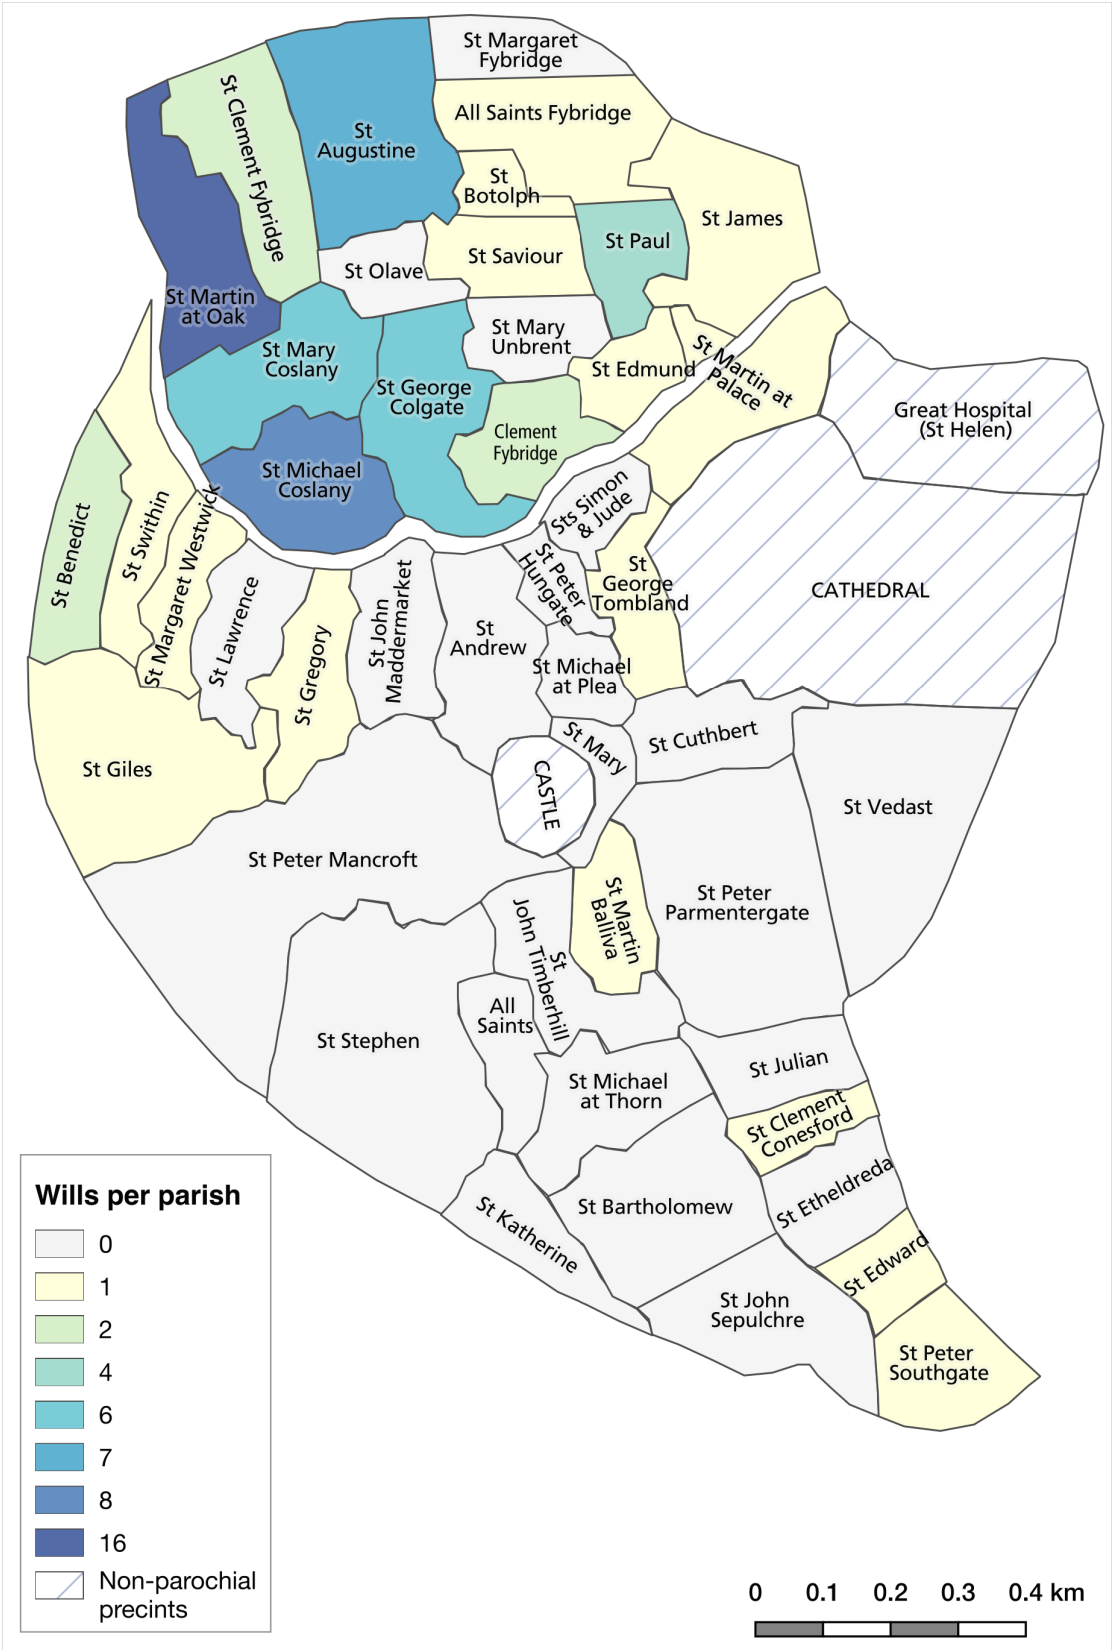 St Margaret
Fybridge
All Saints Fybridge
St Clement Fybridge
St
Augustine
St
Botolph
St James
St Paul
St Saviour
St Olave
St Martin
at Oak
St Mary
Unbrent
St Mary
Coslany
St George
Colgate
St Edmund
St Martin at
Palace
Great Hospital
(St Helen)
Clement
Fybridge
St Michael
Coslany
Sts Simon
& Jude
St Benedict
St Swithin
St Margaret Westwick
St Lawrence
St Gregory
St John
Maddermarket
St
Andrew
St Peter
Hungate
St
George
Tombland
CATHEDRAL
St Michael
at Plea
St Mary
St Cuthbert
St Giles
CASTLE
St Vedast
St Peter Mancroft
St Martin
Balliva
St Peter
Parmentergate
St
John Timberhill
All
Saints
St Stephen
St Michael
at Thorn
St Julian
St Clement
Conesford
St Etheldreda
St Bartholomew
St Katherine
St Edward
St John
Sepulchre
St Peter
Southgate
Wills per parish
0
1
2
4
6
7
8
16
Non-parochial
precints
0 0.1 0.2 0.3 0.4 km